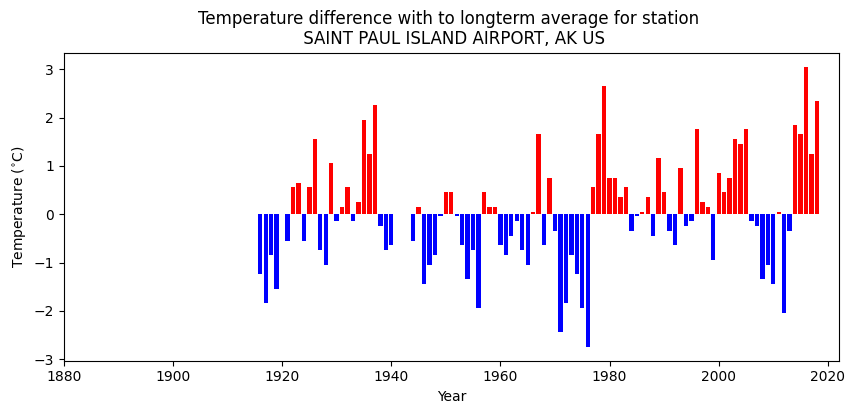 Temperature difference with to longterm average for station
SAINT PAUL ISLAND AIRPORT, AK US
3
2
1
0
−1
−2
−3
Temperature (°C)
1880 1900 1920 1940 1960 1980 2000 2020
Year